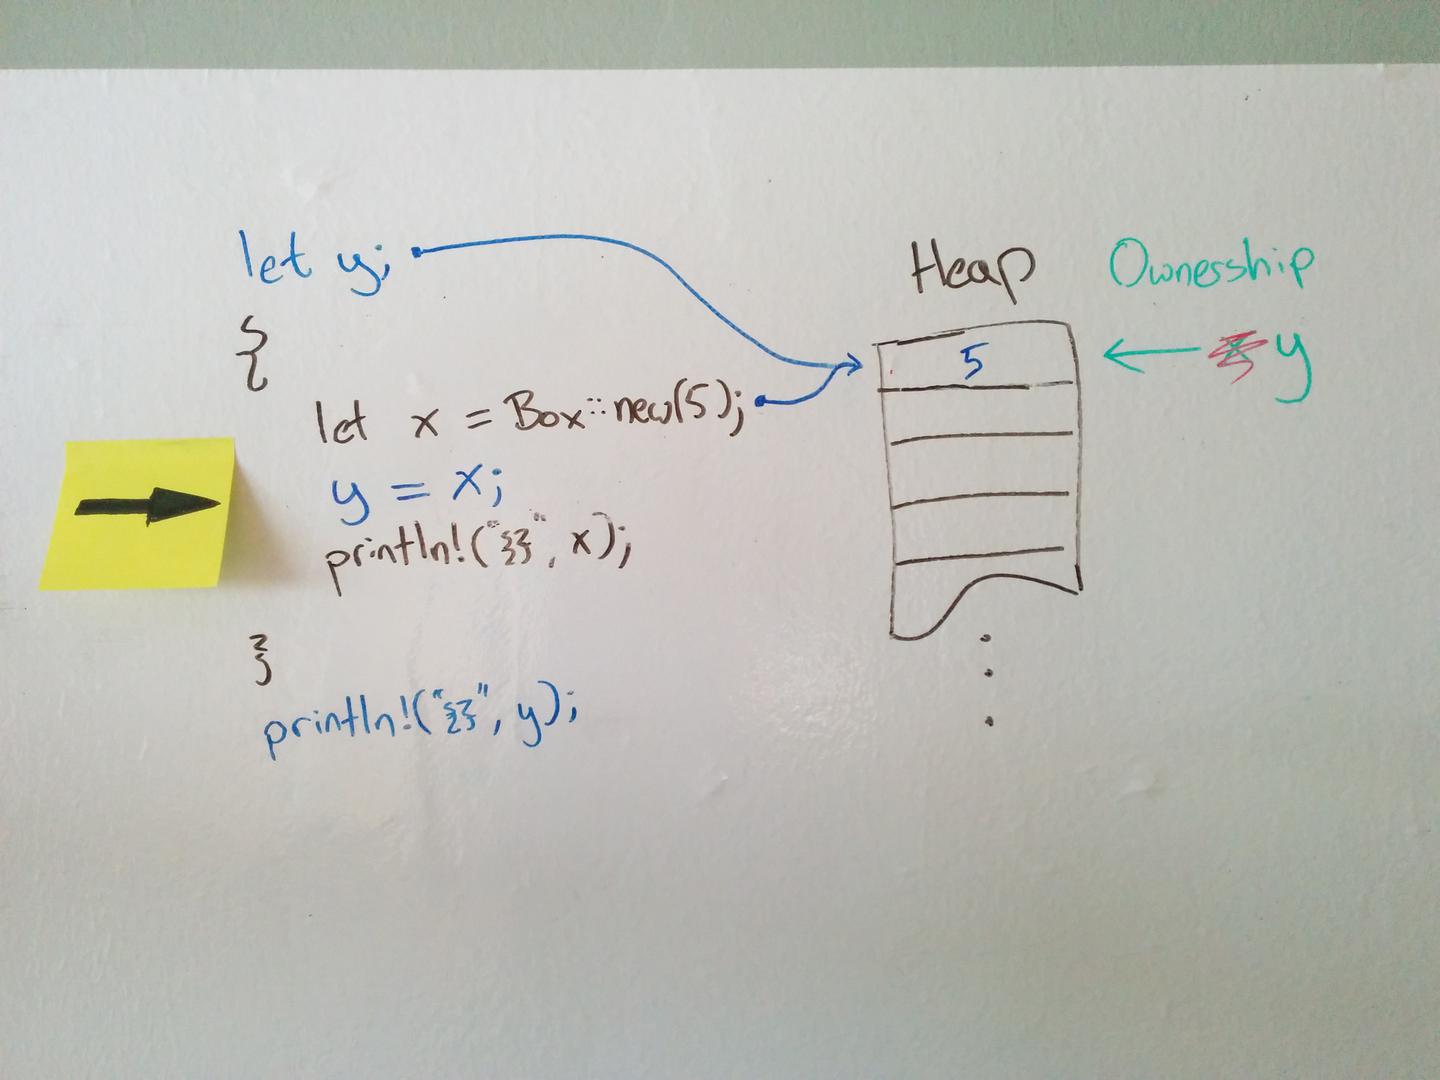 let y;
{
let x = Box::new(5);
y = x;
println!("{}", x);
}
println!("{}", y);
Heap
5
Ownership
y